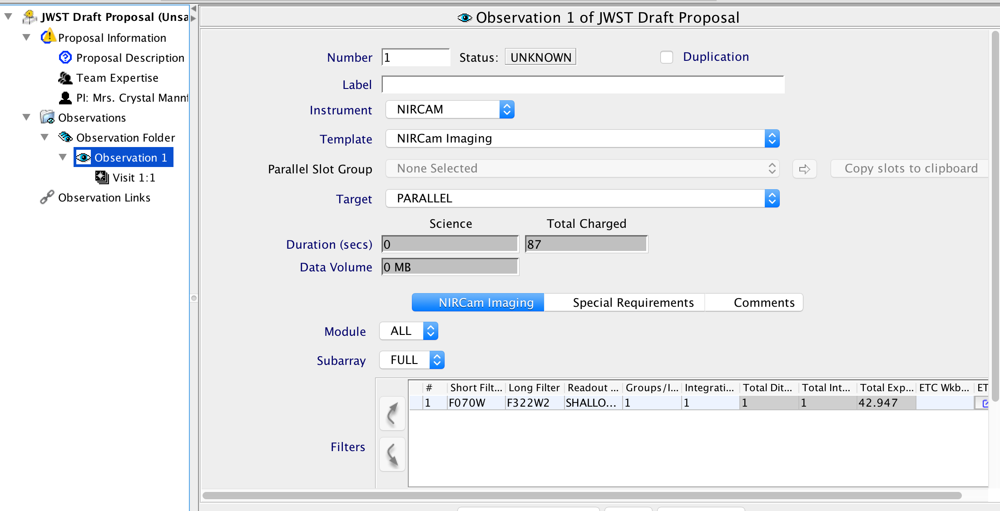 JWST Draft Proposal (Unsa
Proposal Information
Proposal Description
Team Expertise
PI: Mrs. Crystal Mannf
Observations
Observation Folder
Observation 1
Visit 1:1
Observation Links
Observation 1 of JWST Draft Proposal
Number 1 Status: UNKNOWN Duplication
Label
Instrument NIRCAM
Template NIRCam Imaging
Parallel Slot Group None Selected Copy slots to clipboard
Target PARALLEL
Science Total Charged
Duration (secs) 0 87
Data Volume 0 MB
NIRCam Imaging Special Requirements Comments
Module ALL
Subarray FULL
# Short Filt... Long Filter Readout ... Groups/I... Integrati... Total Dit... Total Int... Total Exp... ETC Wkb... ET
1 F070W F322W2 SHALLO... 1 1 1 1 42.947
Filters